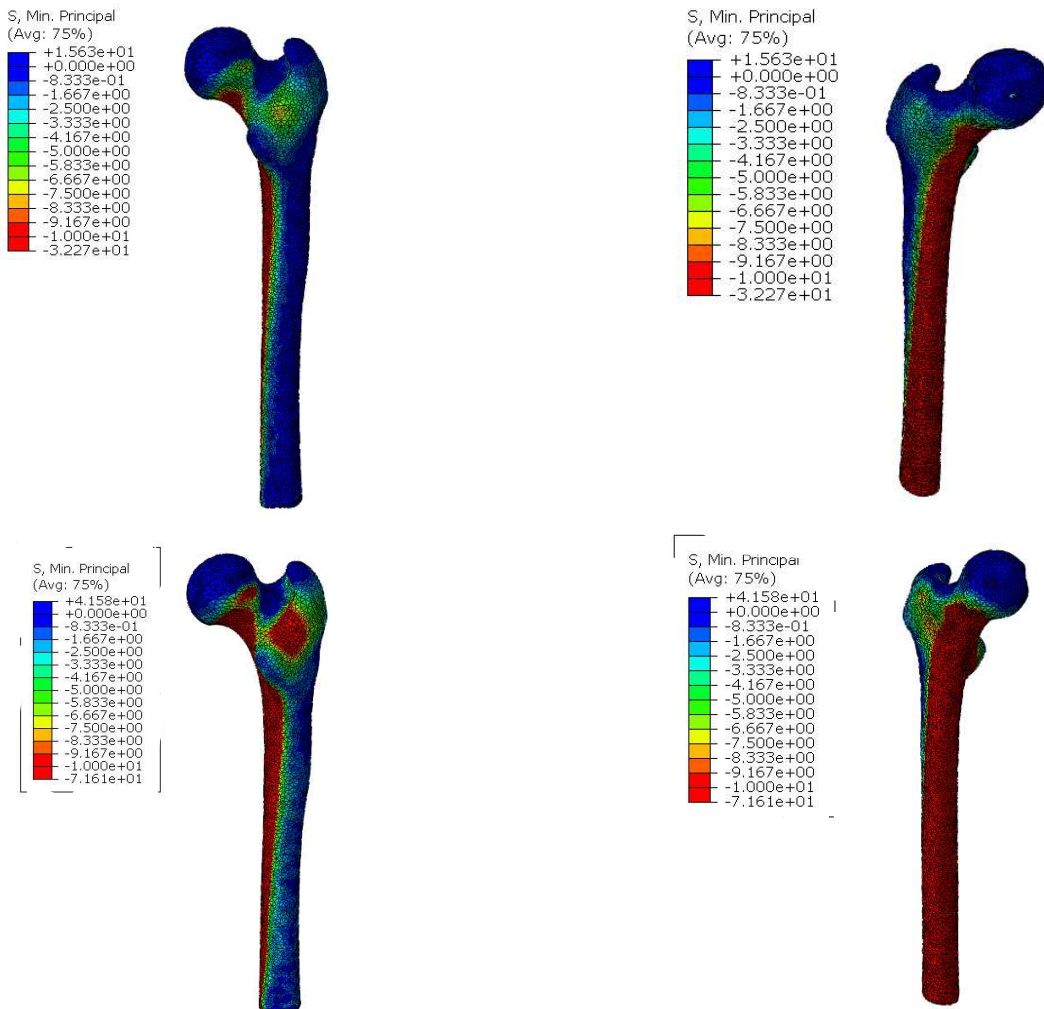 S, Min. Principal
(Avg: 75%)
+1.563e+01
+0.000e+00
-8.333e-01
-1.667e+00
-2.500e+00
-3.333e+00
-4.167e+00
-5.000e+00
-5.833e+00
-6.667e+00
-7.500e+00
-8.333e+00
-9.167e+00
-1.000e+01
-3.227e+01
S, Min. Principal
(Avg: 75%)
+1.563e+01
+0.000e+00
-8.333e-01
-1.667e+00
-2.500e+00
-3.333e+00
-4.167e+00
-5.000e+00
-5.833e+00
-6.667e+00
-7.500e+00
-8.333e+00
-9.167e+00
-1.000e+01
-3.227e+01
S, Min. Principal
(Avg: 75%)
+4.158e+01
+0.000e+00
-8.333e-01
-1.667e+00
-2.500e+00
-3.333e+00
-4.167e+00
-5.000e+00
-5.833e+00
-6.667e+00
-7.500e+00
-8.333e+00
-9.167e+00
-1.000e+01
-7.161e+01
S, Min. Principal
(Avg: 75%)
+4.158e+01
+0.000e+00
-8.333e-01
-1.667e+00
-2.500e+00
-3.333e+00
-4.167e+00
-5.000e+00
-5.833e+00
-6.667e+00
-7.500e+00
-8.333e+00
-9.167e+00
-1.000e+01
-7.161e+01